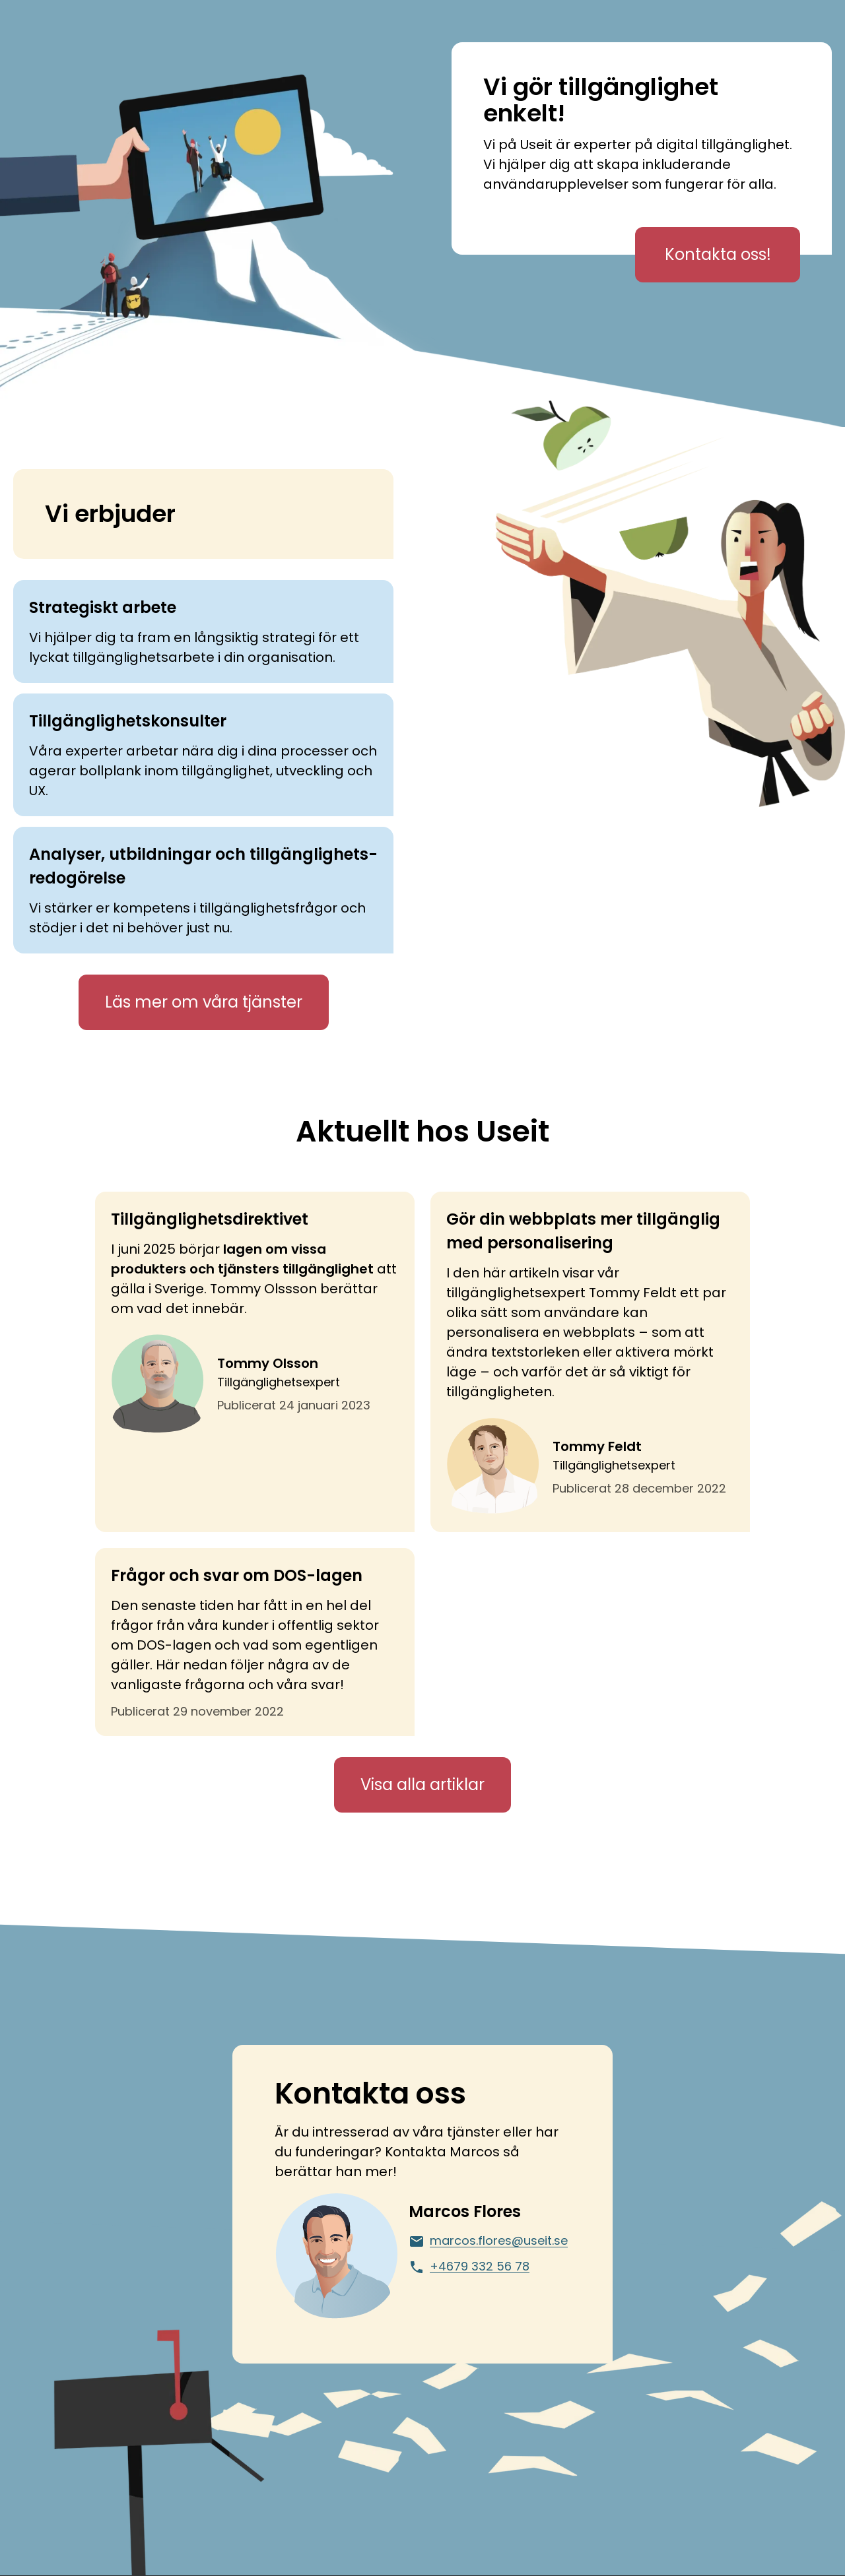 Vi gör tillgänglighet
enkelt!
Vi på Useit är experter på digital tillgänglighet.
Vi hjälper dig att skapa inkluderande
användarupplevelser som fungerar för alla.
Kontakta oss!
Vi erbjuder
Strategiskt arbete
Vi hjälper dig ta fram en långsiktig strategi för ett
lyckat tillgänglighetsarbete i din organisation.
Tillgänglighetskonsulter
Våra experter arbetar nära dig i dina processer och
agerar bollplank inom tillgänglighet, utveckling och
UX.
Analyser, utbildningar och tillgänglighets-
redogörelse
Vi stärker er kompetens i tillgänglighetsfrågor och
stödjer i det ni behöver just nu.
Läs mer om våra tjänster
Aktuellt hos Useit
Tillgänglighetsdirektivet
I juni 2025 börjar lagen om vissa
produkters och tjänsters tillgänglighet att
gälla i Sverige. Tommy Olssson berättar
om vad det innebär.
Tommy Olsson
Tillgänglighetsexpert
Publicerat 24 januari 2023
Gör din webbplats mer tillgänglig
med personalisering
I den här artikeln visar vår
tillgänglighetsexpert Tommy Feldt ett par
olika sätt som användare kan
personalisera en webbplats – som att
ändra textstorleken eller aktivera mörkt
läge – och varför det är så viktigt för
tillgängligheten.
Tommy Feldt
Tillgänglighetsexpert
Publicerat 28 december 2022
Frågor och svar om DOS-lagen
Den senaste tiden har fått in en hel del
frågor från våra kunder i offentlig sektor
om DOS-lagen och vad som egentligen
gäller. Här nedan följer några av de
vanligaste frågorna och våra svar!
Publicerat 29 november 2022
Visa alla artiklar
Kontakta oss
Är du intresserad av våra tjänster eller har
du funderingar? Kontakta Marcos så
berättar han mer!
Marcos Flores
marcos.flores@useit.se
+4679 332 56 78